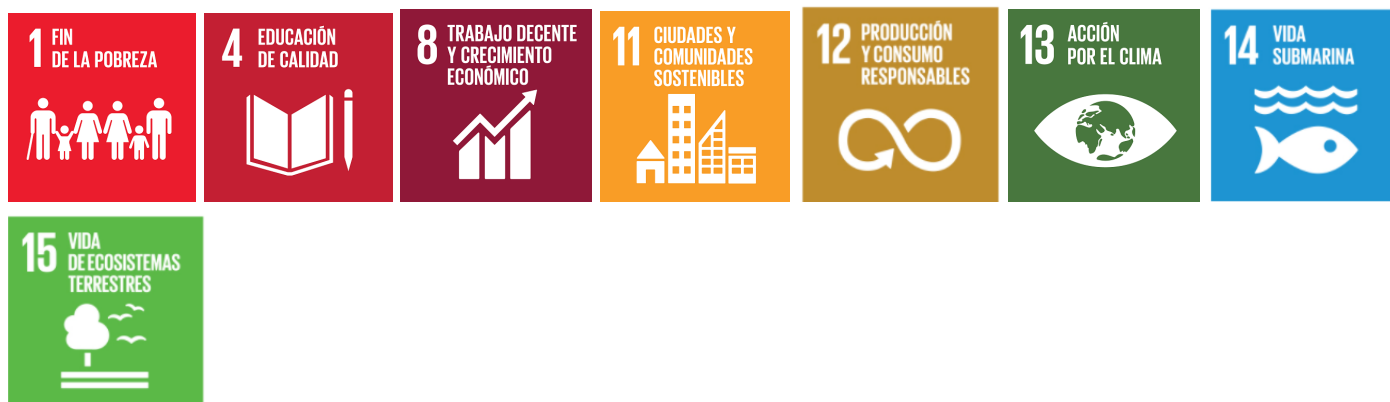 1 FIN
DE LA POBREZA
4 EDUCACIÓN
DE CALIDAD
8 TRABAJO DECENTE
Y CRECIMIENTO
ECONÓMICO
11 CIUDADES Y
COMUNIDADES
SOSTENIBLES
12 PRODUCCIÓN
Y CONSUMO
RESPONSABLES
13 ACCIÓN
POR EL CLIMA
14 VIDA
SUBMARINA
15 VIDA
DE ECOSISTEMAS
TERRESTRES